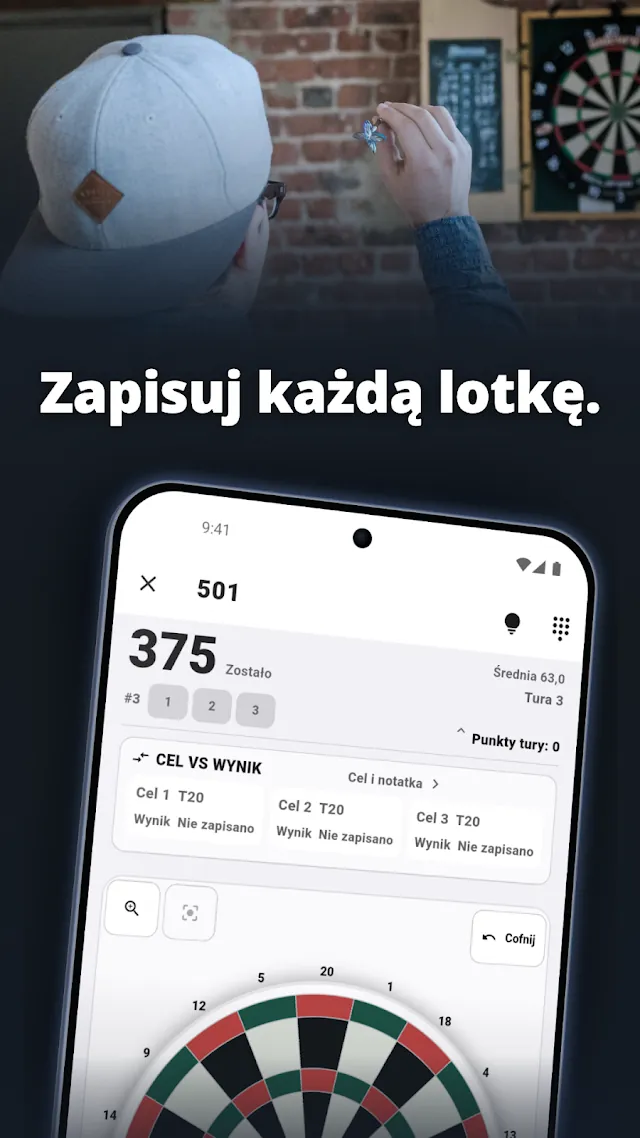 Zapisuj każdą lotkę.
9:41
501
375 Zostało
Średnia 63,0
#3 1 2 3
Tura 3
Punkty tury: 0
CEL VS WYNIK
Cel i notatka
Cel 1 T20
Wynik Nie zapisano
Cel 2 T20
Wynik Nie zapisano
Cel 3 T20
Wynik Nie zapisano
Cofnij
5 20 1
12 18
9 4
14 13